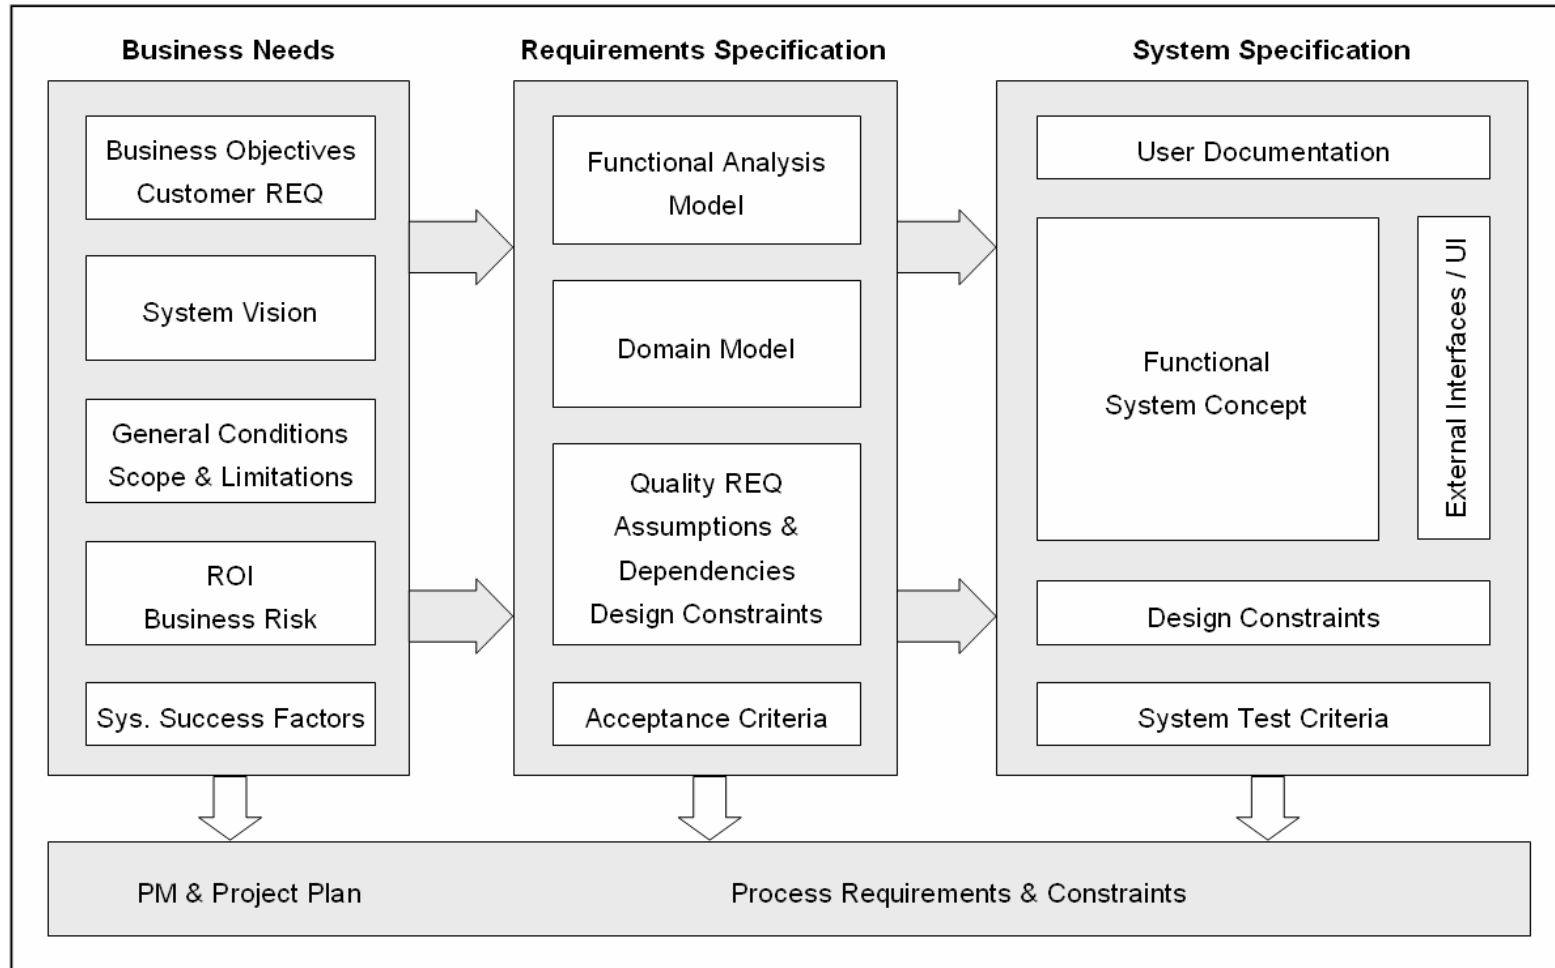 Business Needs
Business Objectives
Customer REQ
System Vision
General Conditions
Scope & Limitations
ROI
Business Risk
Sys. Success Factors
Requirements Specification
Functional Analysis
Model
Domain Model
Quality REQ
Assumptions &
Dependencies
Design Constraints
Acceptance Criteria
System Specification
User Documentation
Functional
System Concept
External Interfaces / UI
Design Constraints
System Test Criteria
PM & Project Plan
Process Requirements & Constraints